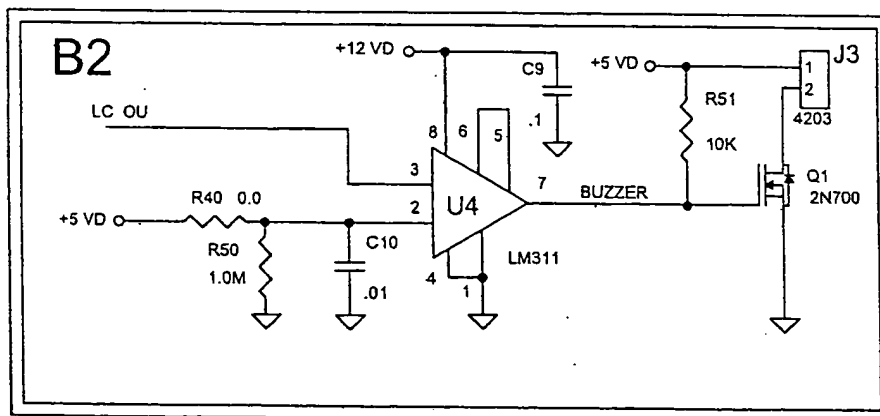 B2
+12 VD
C9
.1
+5 VD
J3
1
2
4203
R51
10K
LC OU
8
6
5
3
2
U4
7
BUZZER
Q1
2N700
R40 0.0
+5 VD
R50
1.0M
C10
.01
4
1
LM311